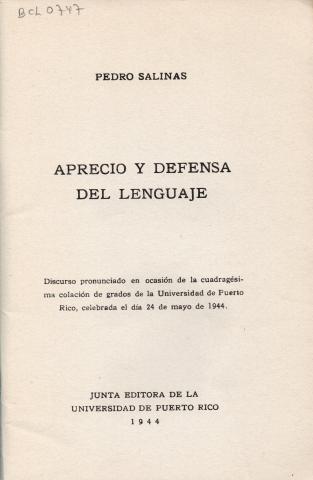 BCL 0747
PEDRO SALINAS
APRECIO Y DEFENSA
DEL LENGUAJE
Discurso pronunciado en ocasión de la cuadragési-
ma colación de grados de la Universidad de Puerto
Rico, celebrada el día 24 de mayo de 1944.
JUNTA EDITORA DE LA
UNIVERSIDAD DE PUERTO RICO
1944